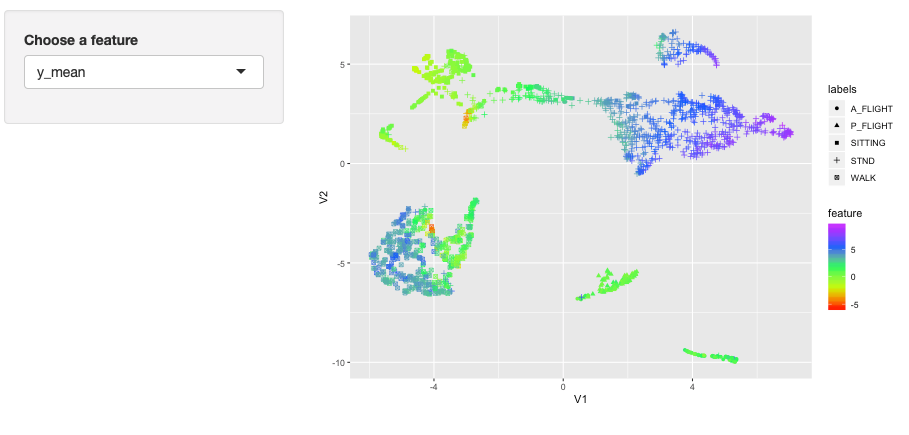 Choose a feature
y_mean
5
0
-5
-10
V2
-4
0
4
V1
labels
A_FLIGHT
P_FLIGHT
SITTING
STND
WALK
feature
5
0
-5